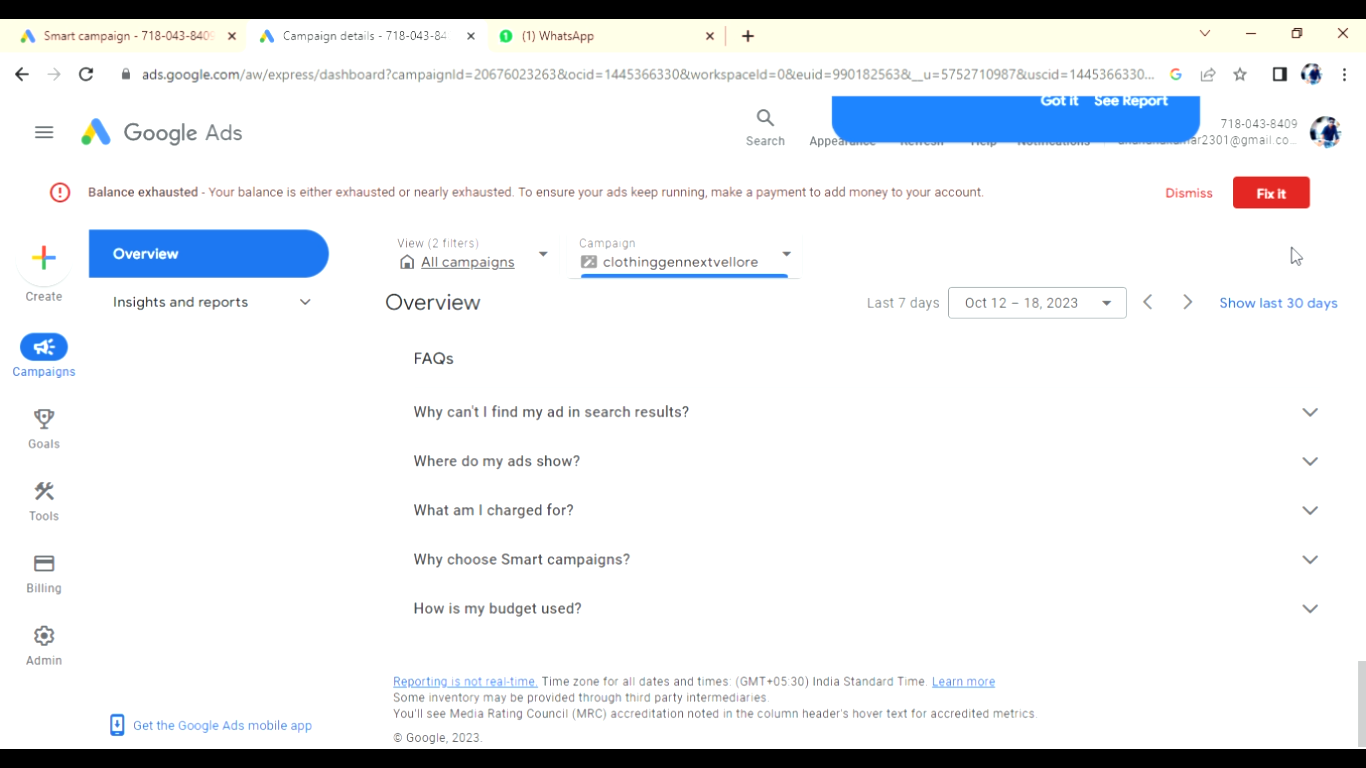 Smart campaign - 718-043-8409
Campaign details - 718-043-84
(1) WhatsApp
ads.google.com/aw/express/dashboard?campaignId=20676023263&ocid=1445366330&workspaceId=0&euid=990182563&__u=5752710987&uscid=1445366330...
Got it See Report
Google Ads
Search
Appearance Refresh Help Notifications
718-043-8409
mar2301@gmail.co...
Balance exhausted - Your balance is either exhausted or nearly exhausted. To ensure your ads keep running, make a payment to add money to your account.
Dismiss
Fix it
Create
Campaigns
Goals
Tools
Billing
Admin
Overview
Insights and reports
Get the Google Ads mobile app
View (2 filters)
All campaigns
Campaign
clothinggennextvellore
Overview
Last 7 days
Oct 12 – 18, 2023
Show last 30 days
FAQs
Why can't I find my ad in search results?
Where do my ads show?
What am I charged for?
Why choose Smart campaigns?
How is my budget used?
Reporting is not real-time. Time zone for all dates and times: (GMT+05:30) India Standard Time. Learn more
Some inventory may be provided through third party intermediaries.
You'll see Media Rating Council (MRC) accreditation noted in the column header's hover text for accredited metrics.
© Google, 2023.